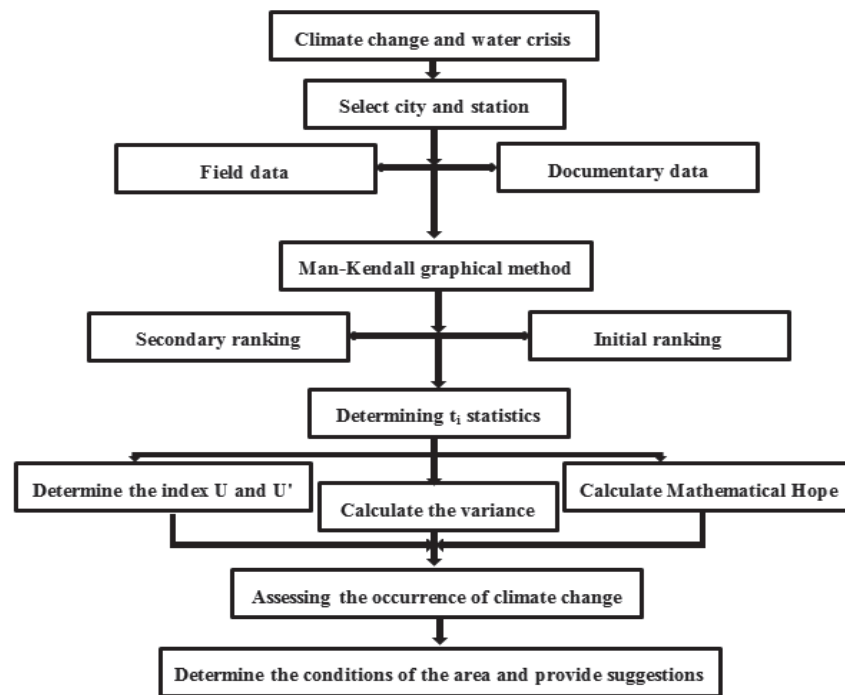 Climate change and water crisis
Select city and station
Field data
Documentary data
Man-Kendall graphical method
Secondary ranking
Initial ranking
Determining tᵢ statistics
Determine the index U and U'
Calculate the variance
Calculate Mathematical Hope
Assessing the occurrence of climate change
Determine the conditions of the area and provide suggestions